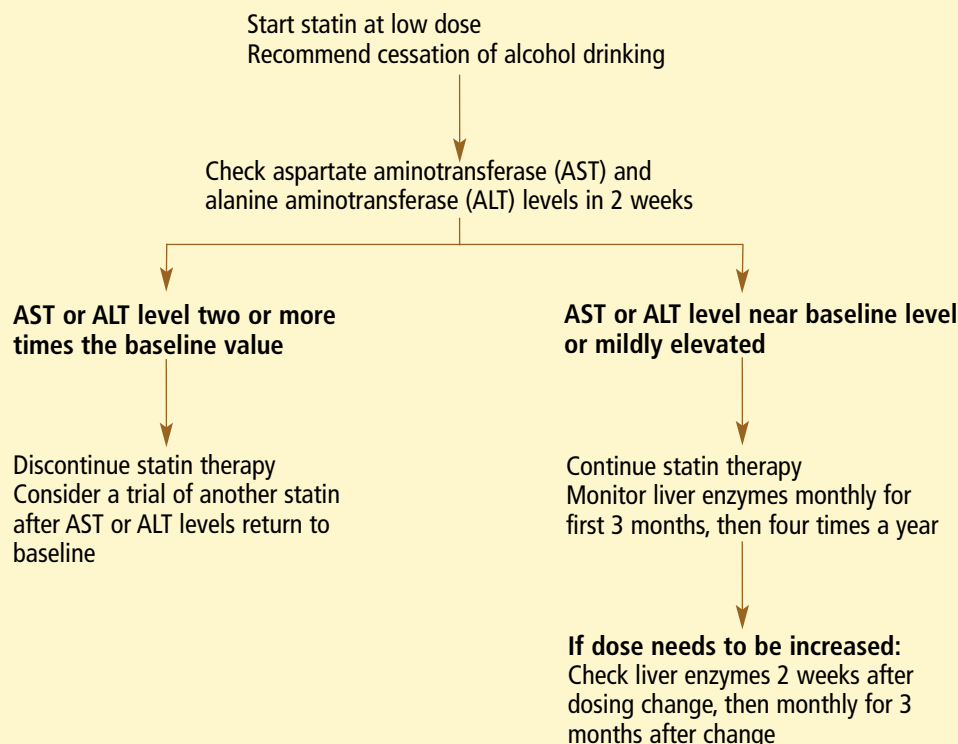 Start statin at low dose
Recommend cessation of alcohol drinking
Check aspartate aminotransferase (AST) and
alanine aminotransferase (ALT) levels in 2 weeks
AST or ALT level two or more
times the baseline value
Discontinue statin therapy
Consider a trial of another statin
after AST or ALT levels return to
baseline
AST or ALT level near baseline level
or mildly elevated
Continue statin therapy
Monitor liver enzymes monthly for
first 3 months, then four times a year
If dose needs to be increased:
Check liver enzymes 2 weeks after
dosing change, then monthly for 3
months after change